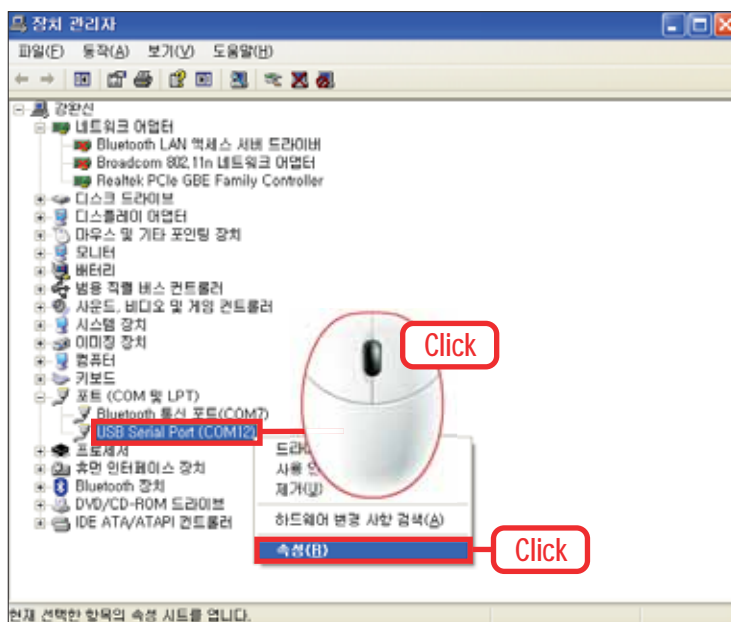 장치 관리자
파일(F) 동작(A) 보기(V) 도움말(H)
강완신
네트워크 어댑터
Bluetooth LAN 액세스 서버 드라이버
Broadcom 802.11n 네트워크 어댑터
Realtek PCIe GBE Family Controller
디스크 드라이브
디스플레이 어댑터
마우스 및 기타 포인팅 장치
모니터
배터리
범용 직렬 버스 컨트롤러
사운드, 비디오 및 게임 컨트롤러
시스템 장치
이미징 장치
Click
컴퓨터
키보드
포트 (COM 및 LPT)
Bluetooth 통신 포트(COM7)
USB Serial Port (COM12)
프로세서
드라
휴먼 인터페이스 장치
사용
Bluetooth 장치
제거(U)
DVD/CD-ROM 드라이브
IDE ATA/ATAPI 컨트롤러
하드웨어 변경 사항 검색(A)
속성(R)
Click
현재 선택한 항목의 속성 시트를 엽니다.